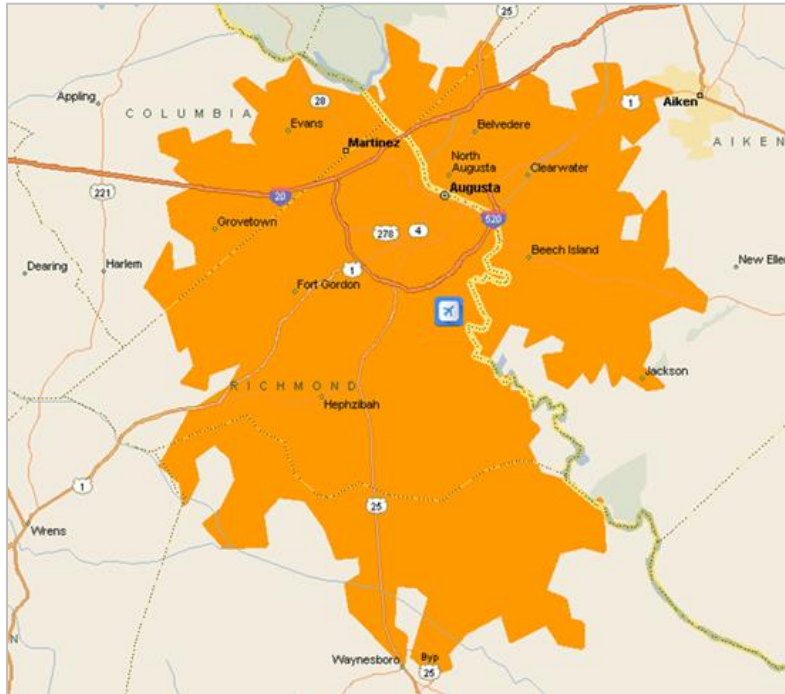 25
Appling
COLUMBIA
28
Evans
Martinez
Belvedere
1
Aiken
AIKEN
North
Augusta
Clearwater
Augusta
221
20
Grovetown
278
4
520
Dearing
Harlem
1
Fort Gordon
Beech Island
New Ellen
RICHMOND
Hephzibah
Jackson
1
25
Wrens
Waynesboro
Byp
25